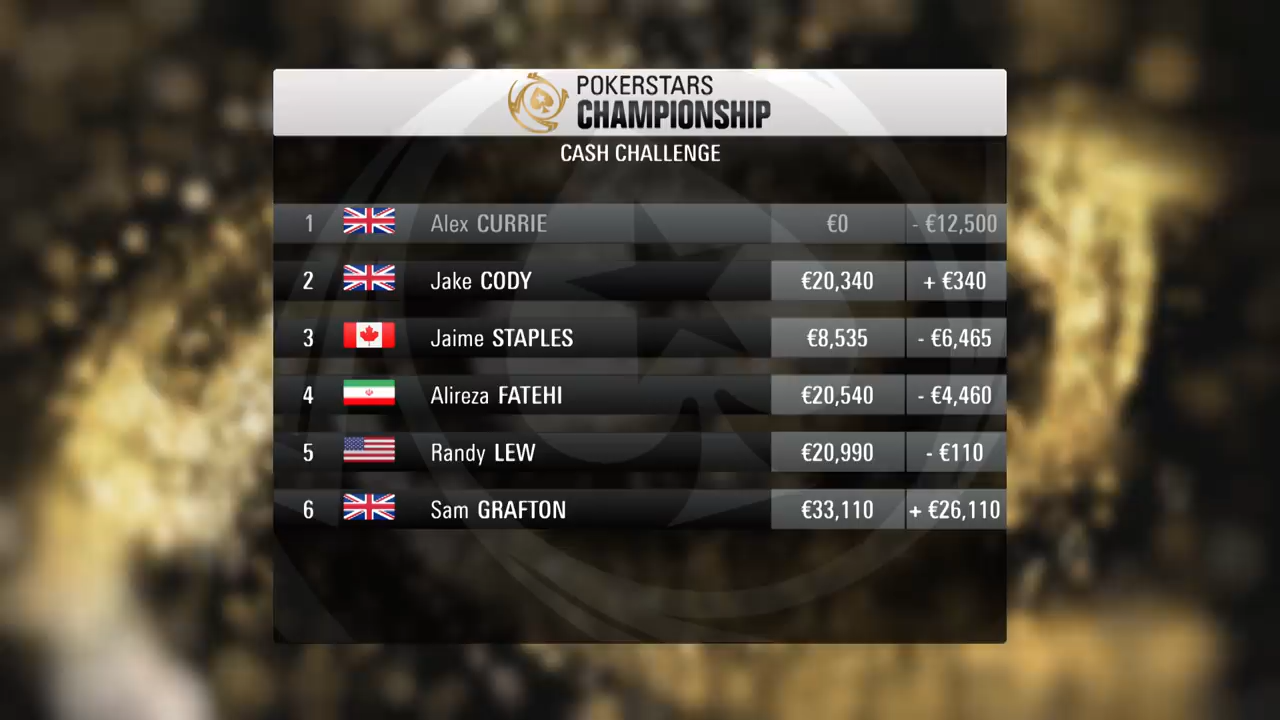 POKERSTARS
CHAMPIONSHIP
CASH CHALLENGE
1 Alex CURRIE €0 - €12,500
2 Jake CODY €20,340 + €340
3 Jaime STAPLES €8,535 - €6,465
4 Alireza FATEHI €20,540 - €4,460
5 Randy LEW €20,990 - €110
6 Sam GRAFTON €33,110 + €26,110